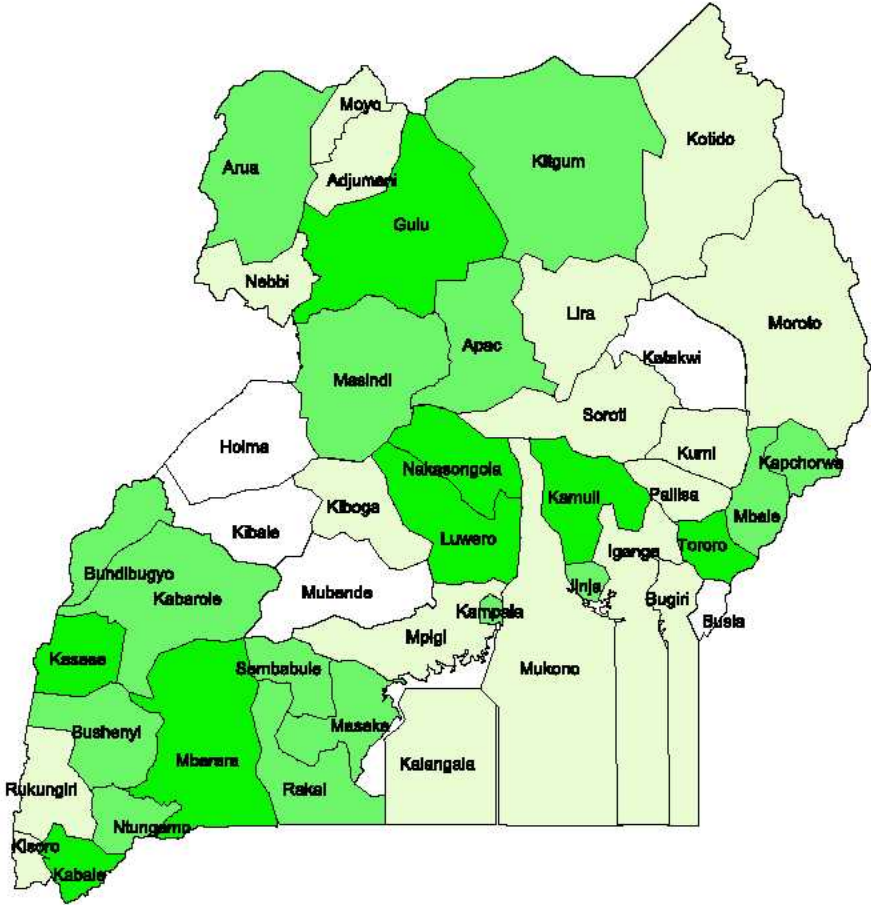 Moyo
Kotido
Arua
Kitgum
Adjumani
Gulu
Nebbi
Lira
Moroto
Apac
Katakwi
Masindi
Soroti
Hoima
Kumi
Kapchorwa
Nakasongola
Kamuli
Pallisa
Kiboga
Mbale
Kibale
Luwero
Iganga
Tororo
Bundibugyo
Kabarole
Mubende
Jinja
Bugiri
Kampala
Busia
Mpigi
Kasese
Sembabule
Mukono
Bushenyi
Masaka
Mbarara
Kalangala
Rukungiri
Rakai
Ntungamo
Kisoro
Kabale